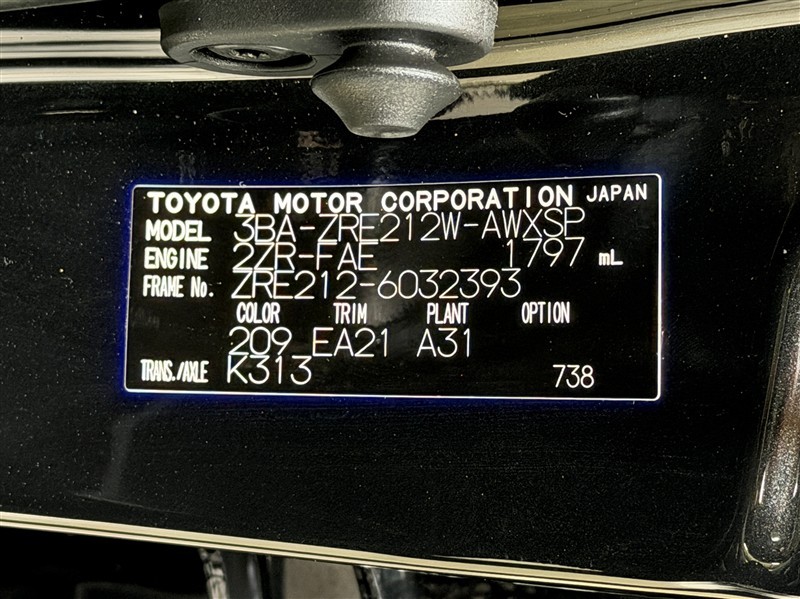 TOYOTA MOTOR CORPORATION JAPAN
MODEL 3BA-ZRE212W-AWXSP
ENGINE 2ZR-FAE 1797 mL
FRAME No. ZRE212-6032393
COLOR TRIM PLANT OPTION
209 EA21 A31
TRANS./AXLE K313 738